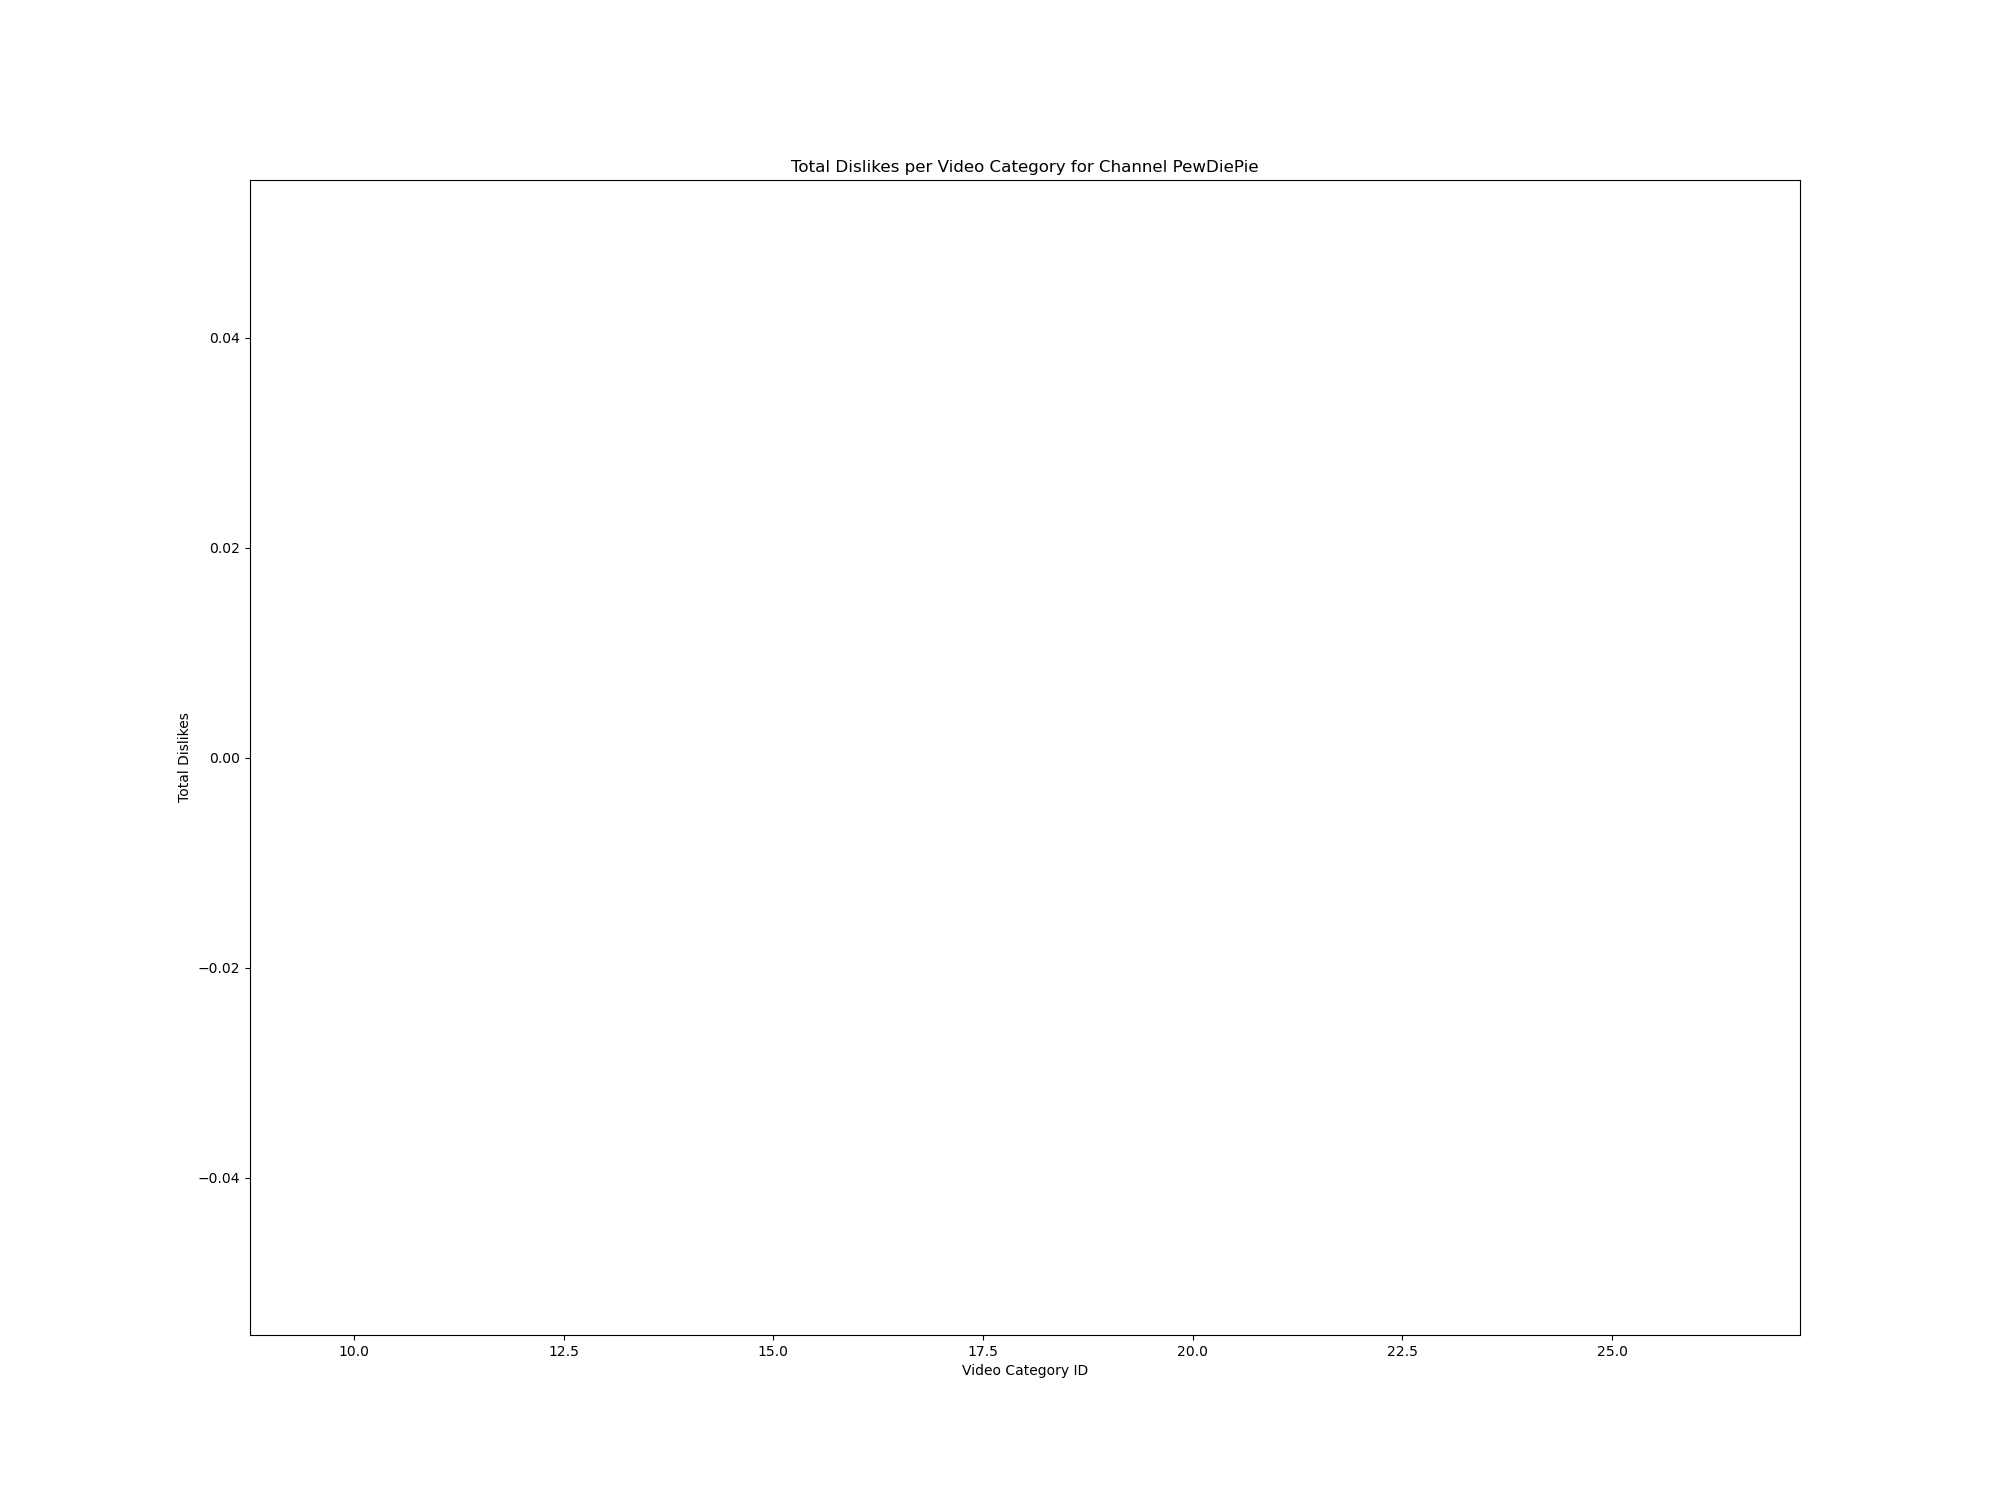 Total Dislikes per Video Category for Channel PewDiePie
0.04
0.02
0.00
−0.02
−0.04
Total Dislikes
10.0 12.5 15.0 17.5 20.0 22.5 25.0
Video Category ID